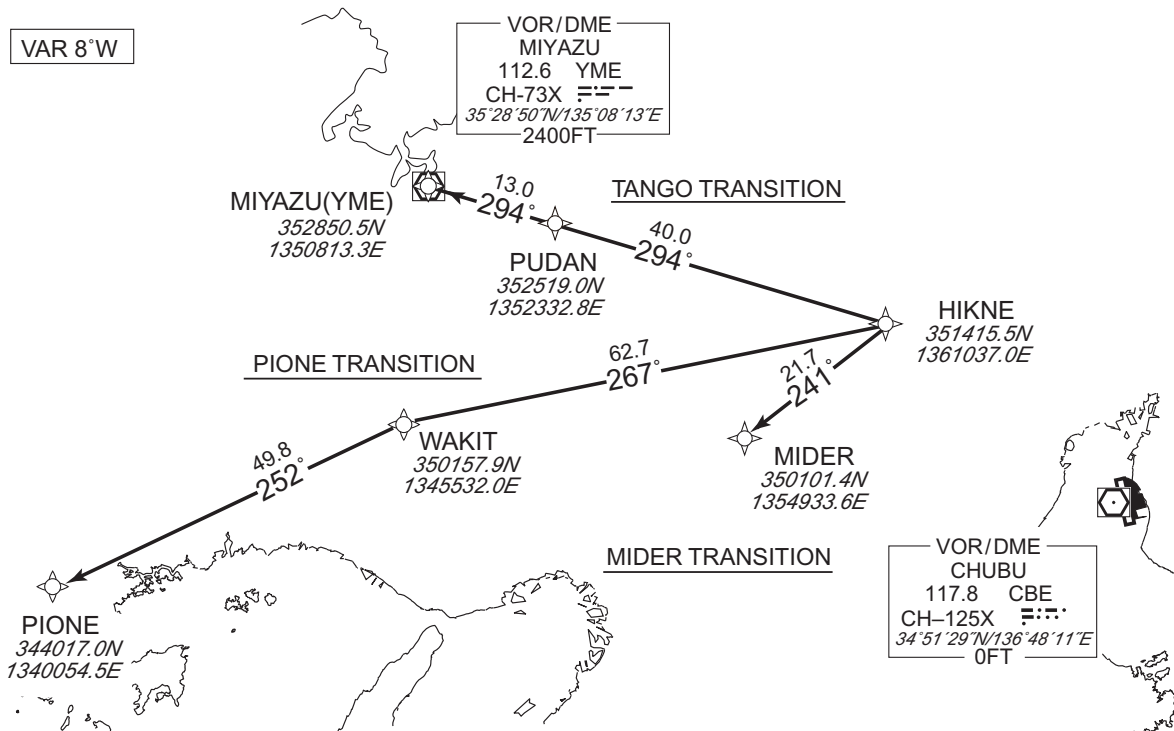 VAR 8°W
VOR/DME
MIYAZU
112.6 YME
CH-73X
35°28´50˝N/135°08´13˝E
2400FT
MIYAZU(YME)
352850.5N
1350813.3E
13.0
294°
TANGO TRANSITION
40.0
294°
PUDAN
352519.0N
1352332.8E
HIKNE
351415.5N
1361037.0E
PIONE TRANSITION
62.7
267°
21.7
241°
WAKIT
350157.9N
1345532.0E
MIDER
350101.4N
1354933.6E
49.8
252°
MIDER TRANSITION
VOR/DME
CHUBU
117.8 CBE
CH–125X
34°51´29˝N/136°48´11˝E
0FT
PIONE
344017.0N
1340054.5E